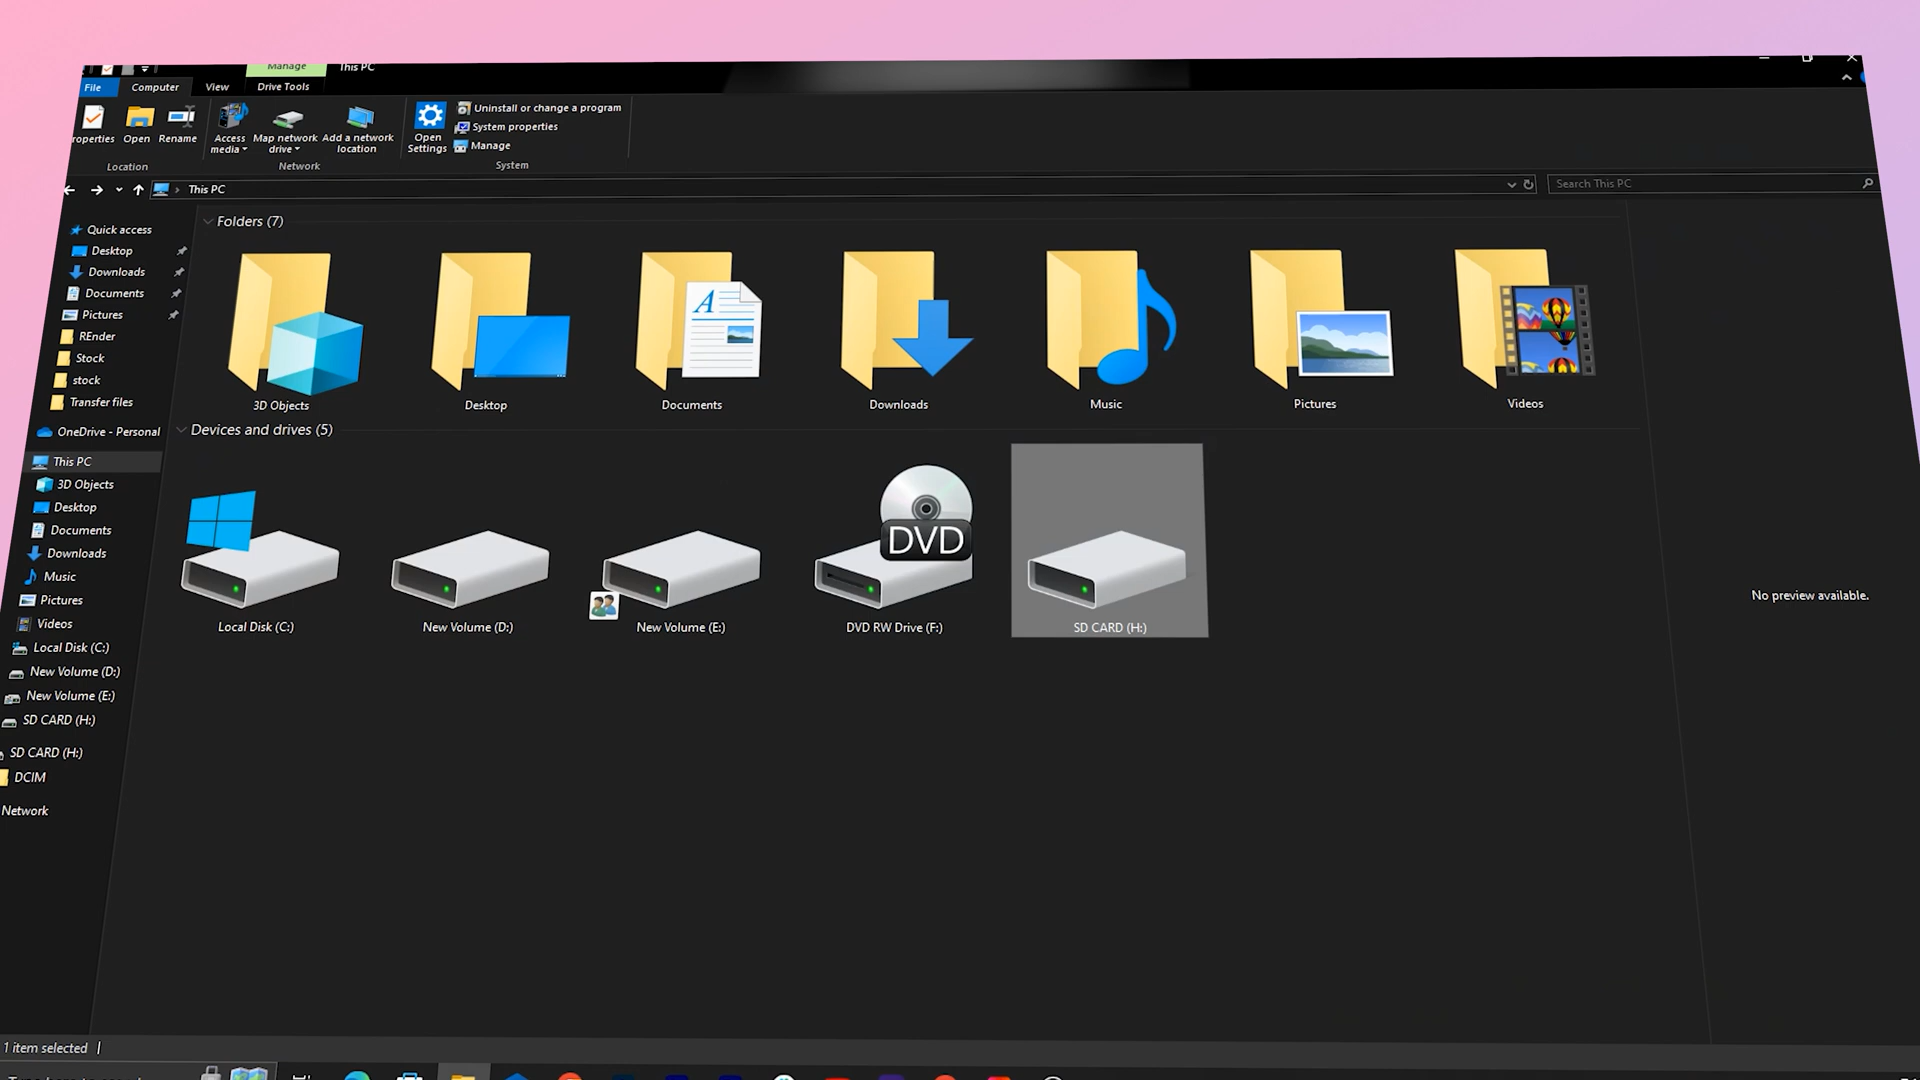 Manage
This PC
File
Computer
View
Drive Tools
roperties
Open
Rename
Access media
Map network drive
Add a network location
Open Settings
Uninstall or change a program
System properties
Manage
Location
Network
System
This PC
Search This PC
Quick access
Desktop
Downloads
Documents
Pictures
REnder
Stock
stock
Transfer files
OneDrive - Personal
This PC
3D Objects
Desktop
Documents
Downloads
Music
Pictures
Videos
Local Disk (C:)
New Volume (D:)
New Volume (E:)
SD CARD (H:)
SD CARD (H:)
DCIM
Network
Folders (7)
3D Objects
Desktop
Documents
Downloads
Music
Pictures
Videos
Devices and drives (5)
DVD
Local Disk (C:)
New Volume (D:)
New Volume (E:)
DVD RW Drive (F:)
SD CARD (H:)
No preview available.
1 item selected